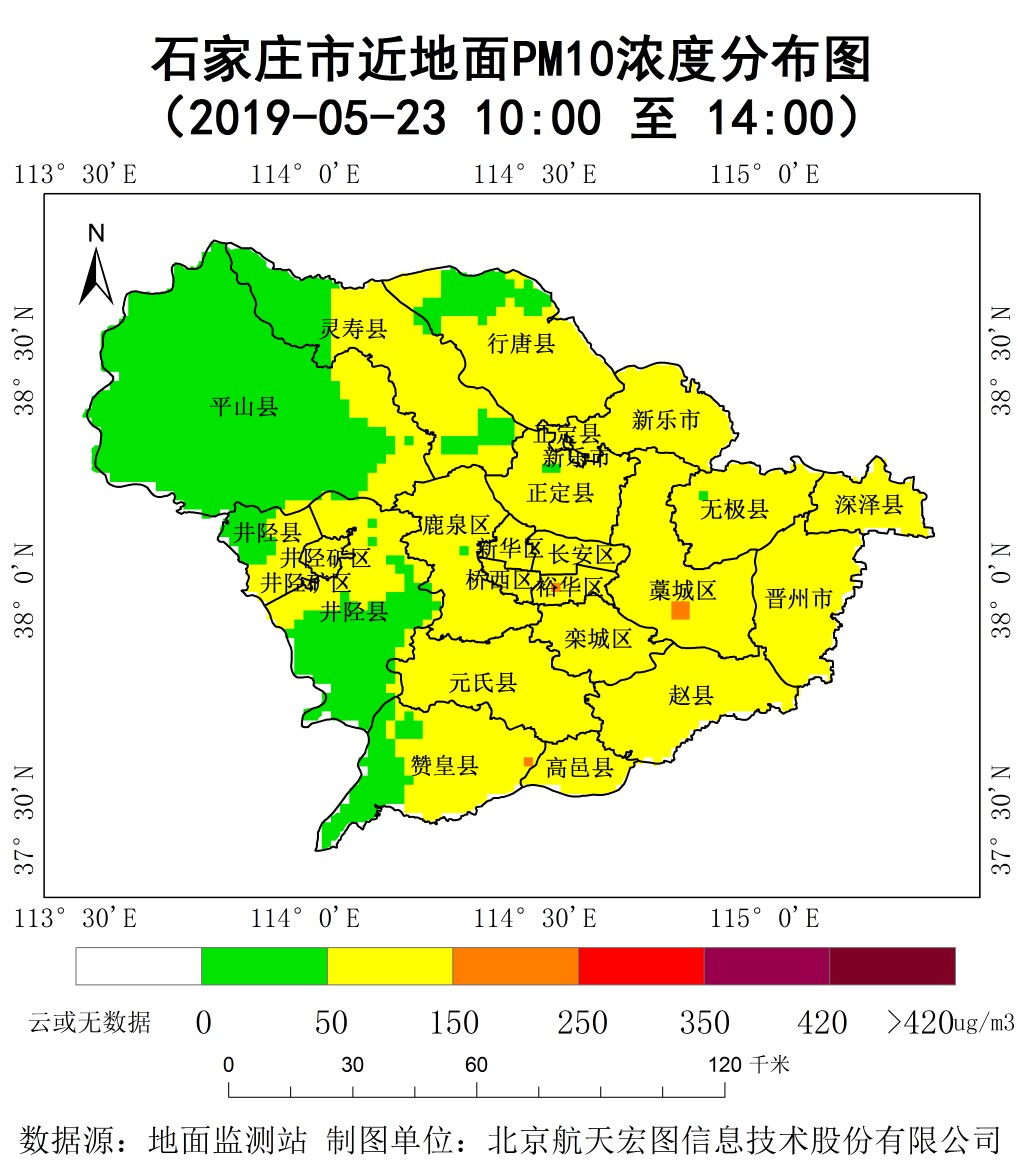 石家庄市近地面PM10浓度分布图
（2019-05-23 10:00 至 14:00）
113° 30'E 114° 0'E 114° 30'E 115° 0'E
N
38° 30'N
38° 30'N
灵寿县
行唐县
平山县
新乐市
正定县
新乐市
正定县
无极县
深泽县
井陉县
鹿泉区
井陉矿区
新华区
长安区
38° 0'N
38° 0'N
井陉矿区
桥西区
裕华区
藁城区
晋州市
井陉县
栾城区
元氏县
赵县
赞皇县
高邑县
37° 30'N
37° 30'N
113° 30'E 114° 0'E 114° 30'E 115° 0'E
云或无数据 0 50 150 250 350 420 >420ug/m3
0 30 60 120 千米
数据源：地面监测站 制图单位：北京航天宏图信息技术股份有限公司